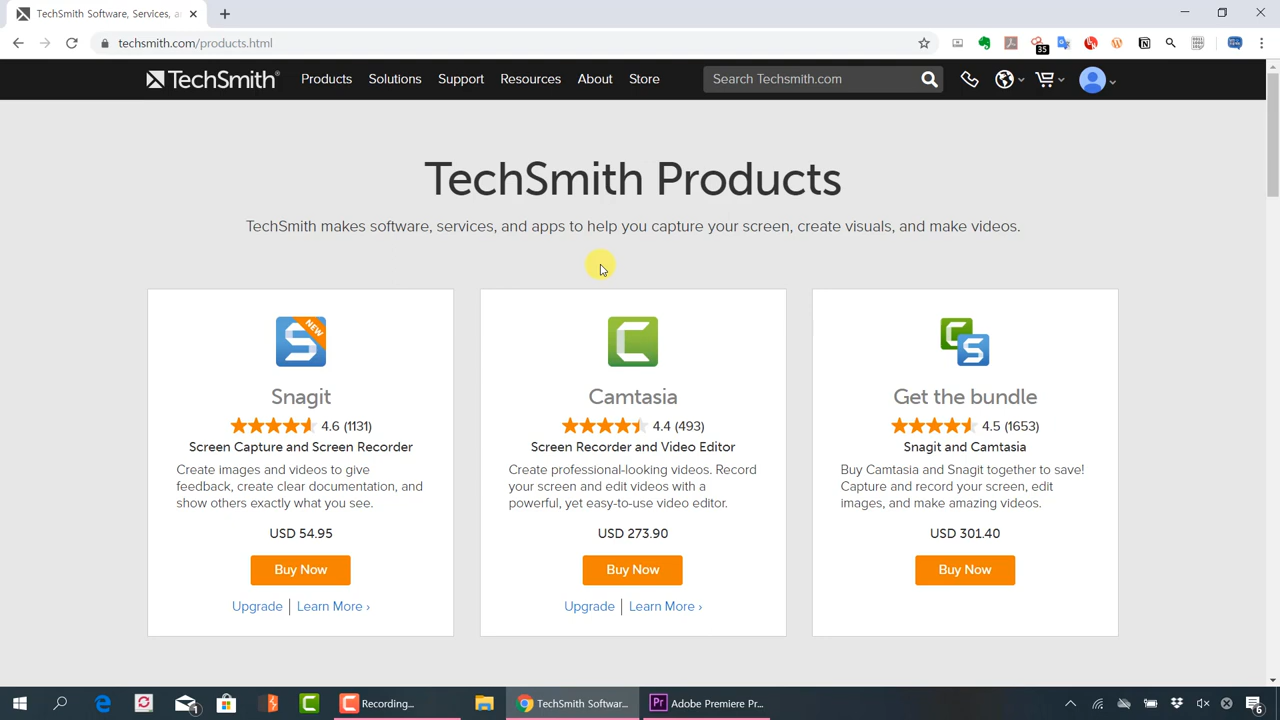 TechSmith Software, Services, a
techsmith.com/products.html
35
TechSmith
Products
Solutions
Support
Resources
About
Store
Search Techsmith.com
TechSmith Products
TechSmith makes software, services, and apps to help you capture your screen, create visuals, and make videos.
NEW
Snagit
4.6 (1131)
Screen Capture and Screen Recorder
Create images and videos to give
feedback, create clear documentation, and
show others exactly what you see.
USD 54.95
Buy Now
Upgrade | Learn More ›
Camtasia
4.4 (493)
Screen Recorder and Video Editor
Create professional-looking videos. Record
your screen and edit videos with a
powerful, yet easy-to-use video editor.
USD 273.90
Buy Now
Upgrade | Learn More ›
Get the bundle
4.5 (1653)
Snagit and Camtasia
Buy Camtasia and Snagit together to save!
Capture and record your screen, edit
images, and make amazing videos.
USD 301.40
Buy Now
1
Recording...
TechSmith Softwar...
Pr
Adobe Premiere Pr...
6